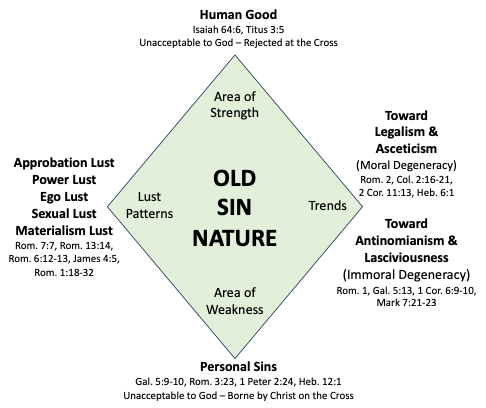 Human Good
Isaiah 64:6, Titus 3:5
Unacceptable to God – Rejected at the Cross
Area of
Strength
Approbation Lust
Power Lust
Ego Lust
Sexual Lust
Materialism Lust
Rom. 7:7, Rom. 13:14,
Rom. 6:12-13, James 4:5,
Rom. 1:18-32
Lust
Patterns
OLD
SIN
NATURE
Trends
Toward
Legalism &
Asceticism
(Moral Degeneracy)
Rom. 2, Col. 2:16-21,
2 Cor. 11:13, Heb. 6:1
Toward
Antinomianism &
Lasciviousness
(Immoral Degeneracy)
Rom. 1, Gal. 5:13, 1 Cor. 6:9-10,
Mark 7:21-23
Area of
Weakness
Personal Sins
Gal. 5:9-10, Rom. 3:23, 1 Peter 2:24, Heb. 12:1
Unacceptable to God – Borne by Christ on the Cross